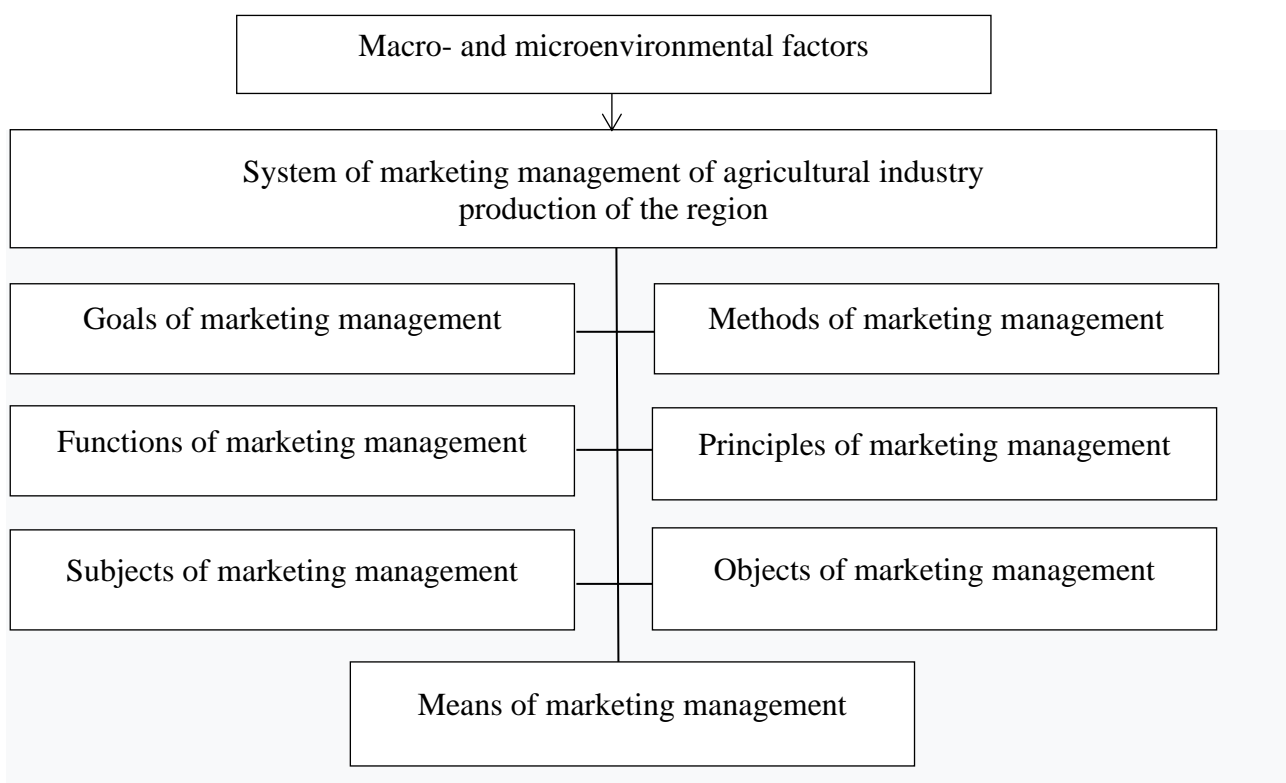 Macro- and microenvironmental factors
System of marketing management of agricultural industry
production of the region
Goals of marketing management
Methods of marketing management
Functions of marketing management
Principles of marketing management
Subjects of marketing management
Objects of marketing management
Means of marketing management